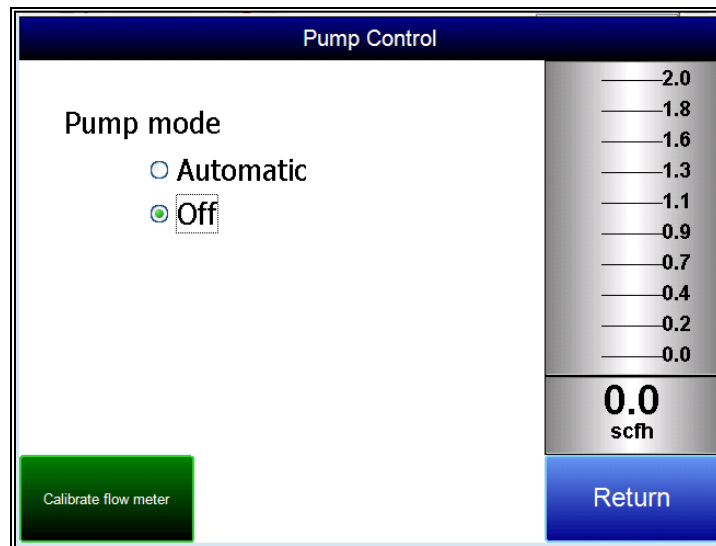 Pump Control
Pump mode
Automatic
Off
2.0
1.8
1.6
1.3
1.1
0.9
0.7
0.4
0.2
0.0
0.0
scfh
Calibrate flow meter
Return